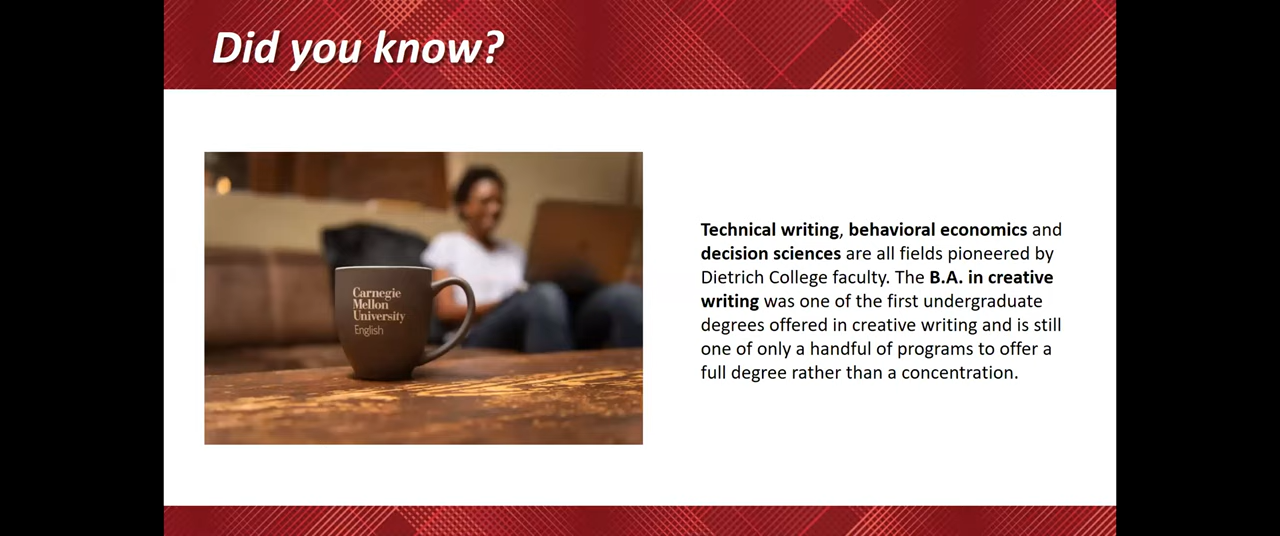 Did you know?
Carnegie
Mellon
University
English
Technical writing, behavioral economics and
decision sciences are all fields pioneered by
Dietrich College faculty. The B.A. in creative
writing was one of the first undergraduate
degrees offered in creative writing and is still
one of only a handful of programs to offer a
full degree rather than a concentration.